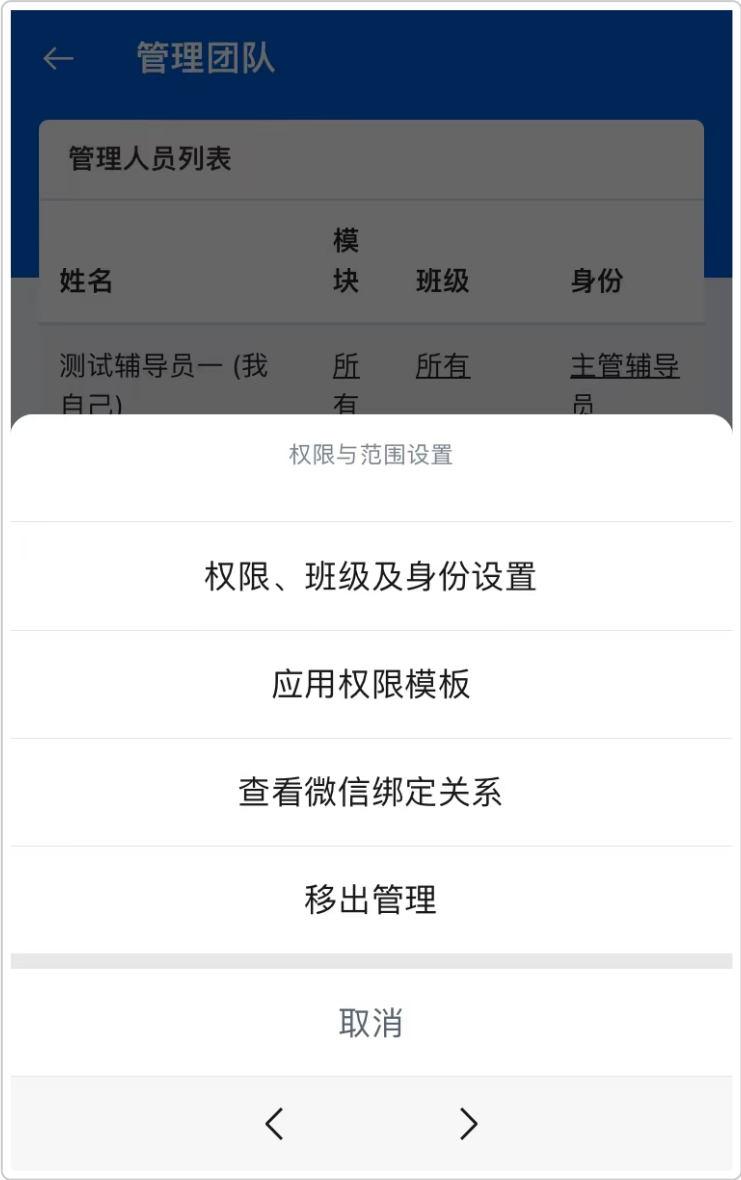 管理团队
管理人员列表
姓名 模块 班级 身份
测试辅导员一 (我自己) 所有 所有 主管辅导员
权限与范围设置
权限、班级及身份设置
应用权限模板
查看微信绑定关系
移出管理
取消